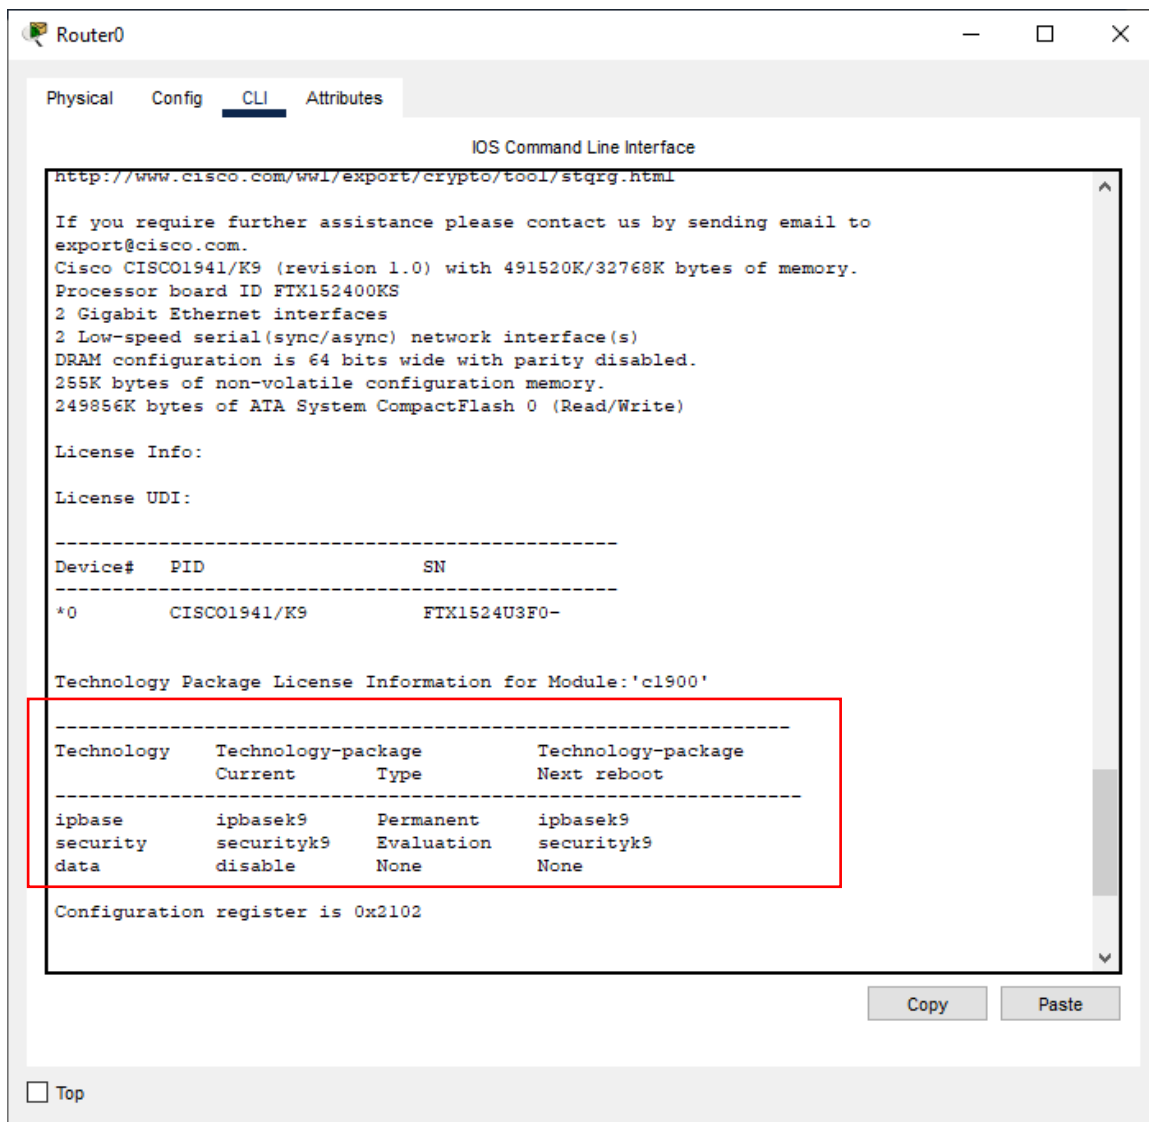 Router0
Physical Config CLI Attributes
IOS Command Line Interface
http://www.cisco.com/wwl/export/crypto/tool/stqrg.html
If you require further assistance please contact us by sending email to
export@cisco.com.
Cisco CISCO1941/K9 (revision 1.0) with 491520K/32768K bytes of memory.
Processor board ID FTX152400KS
2 Gigabit Ethernet interfaces
2 Low-speed serial(sync/async) network interface(s)
DRAM configuration is 64 bits wide with parity disabled.
255K bytes of non-volatile configuration memory.
249856K bytes of ATA System CompactFlash 0 (Read/Write)
License Info:
License UDI:
-------------------------------------------------
Device# PID SN
-------------------------------------------------
*0 CISCO1941/K9 FTX1524U3F0-
Technology Package License Information for Module:'c1900'
----------------------------------------------------------------
Technology Technology-package Technology-package
Current Type Next reboot
-----------------------------------------------------------------
ipbase ipbasek9 Permanent ipbasek9
security securityk9 Evaluation securityk9
data disable None None
Configuration register is 0x2102
Copy Paste
Top